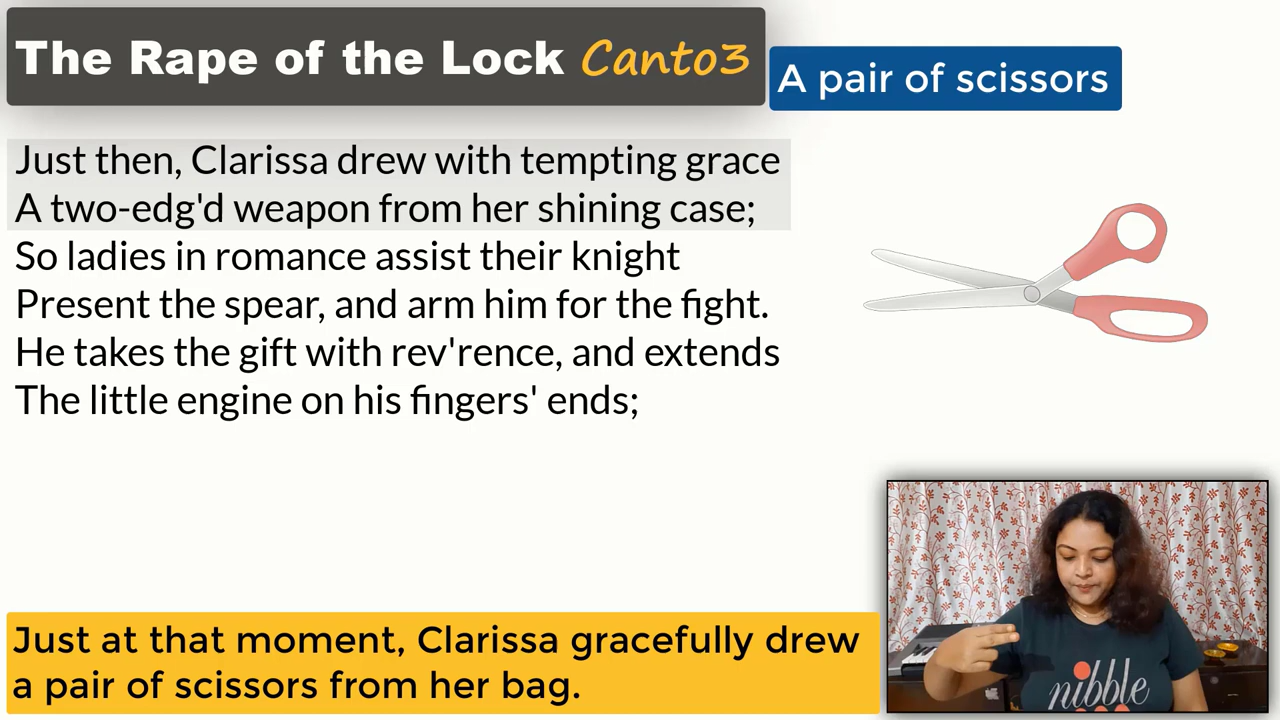 The Rape of the Lock Canto3
A pair of scissors
Just then, Clarissa drew with tempting grace
A two-edg'd weapon from her shining case;
So ladies in romance assist their knight
Present the spear, and arm him for the fight.
He takes the gift with rev'rence, and extends
The little engine on his fingers' ends;
Just at that moment, Clarissa gracefully drew
a pair of scissors from her bag.
nibble